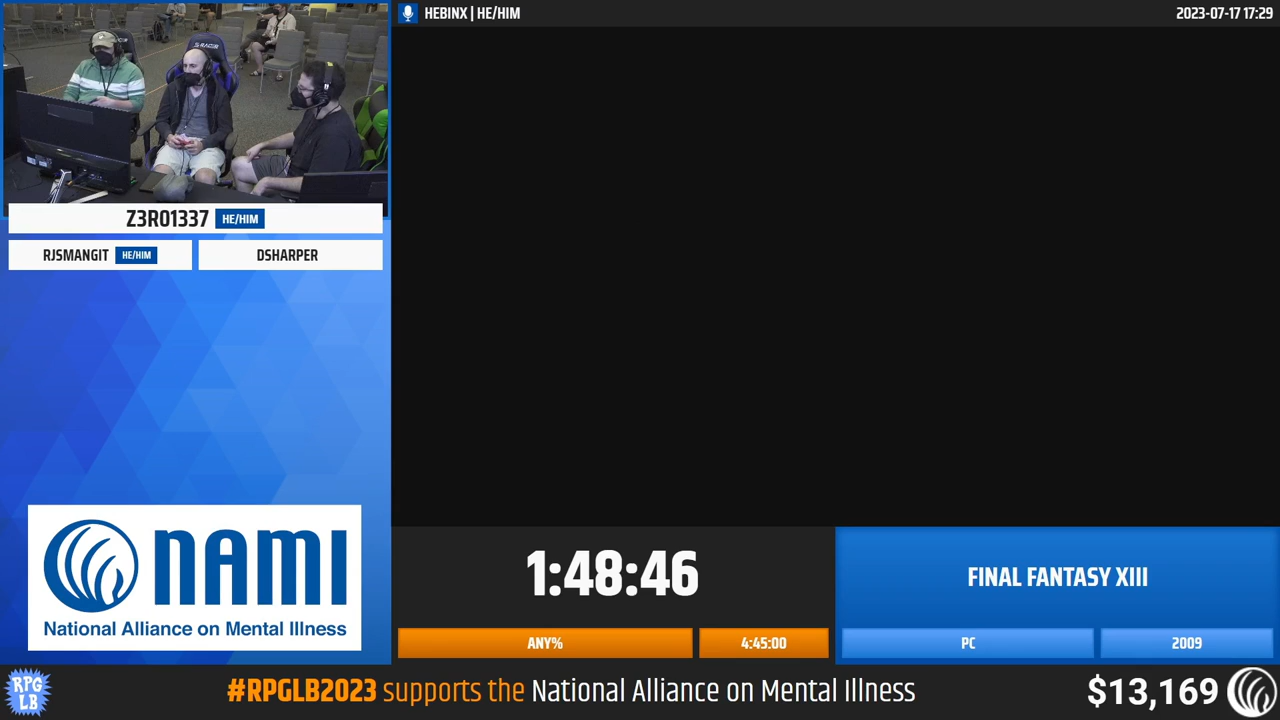 HEBINX | HE/HIM
2023-07-17 17:29
Z3R01337 HE/HIM
RJSMANGIT HE/HIM
DSHARPER
NAMI
National Alliance on Mental Illness
1:48:46
ANY%
4:45:00
FINAL FANTASY XIII
PC
2009
RPG
LB
#RPGLB2023 supports the National Alliance on Mental Illness
$13,169